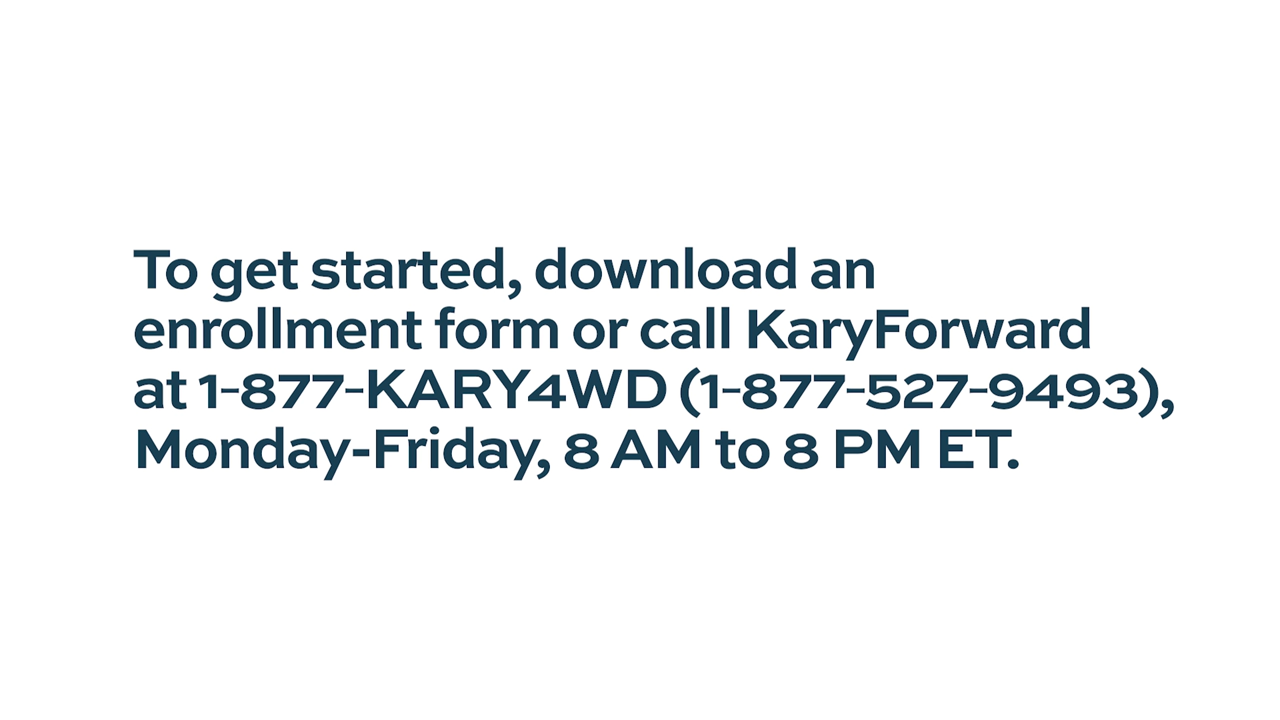 To get started, download an
enrollment form or call KaryForward
at 1-877-KARY4WD (1-877-527-9493),
Monday-Friday, 8 AM to 8 PM ET.